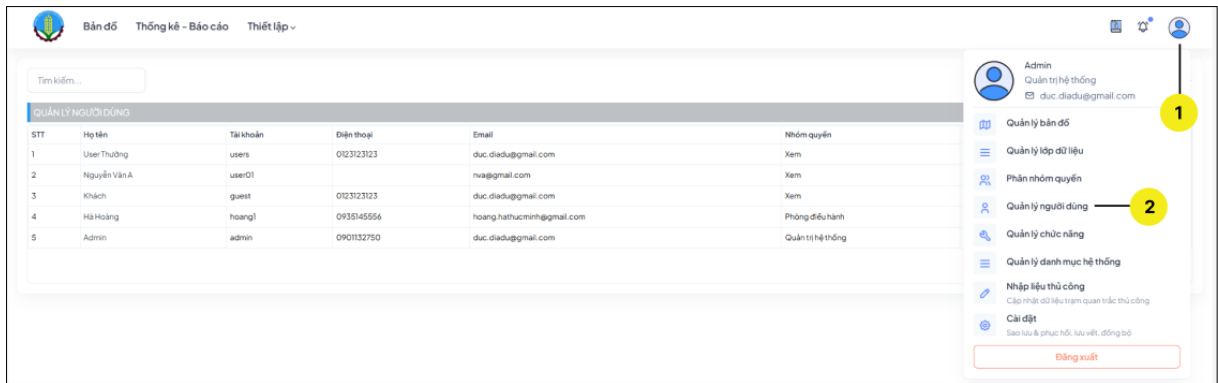 Bản đồ Thống kê - Báo cáo Thiết lập
Tìm kiếm...
QUẢN LÝ NGƯỜI DÙNG
STT Họ tên Tài khoản Điện thoại Email Nhóm quyền
1 User Thường users 0123123123 duc.diadu@gmail.com Xem
2 Nguyễn Văn A user01 nva@gmail.com Xem
3 Khách guest 0123123123 duc.diadu@gmail.com Xem
4 Hà Hoàng hoang1 0935145556 hoang.hathucminh@gmail.com Phòng điều hành
5 Admin admin 0901132750 duc.diadu@gmail.com Quản trị hệ thống
Admin
Quản trị hệ thống
duc.diadu@gmail.com
1
Quản lý bản đồ
Quản lý lớp dữ liệu
Phân nhóm quyền
Quản lý người dùng 2
Quản lý chức năng
Quản lý danh mục hệ thống
Nhập liệu thủ công
Cập nhật dữ liệu trạm quan trắc thủ công
Cài đặt
Sao lưu & phục hồi, lưu vết, đồng bộ
Đăng xuất